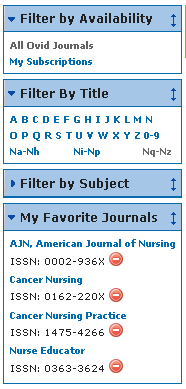 Filter by Availability
All Ovid Journals
My Subscriptions
Filter By Title
A B C D E F G H I J K L M N
O P Q R S T U V W X Y Z 0-9
Na-Nh Ni-Np Nq-Nz
Filter by Subject
My Favorite Journals
AJN, American Journal of Nursing
ISSN: 0002-936X
Cancer Nursing
ISSN: 0162-220X
Cancer Nursing Practice
ISSN: 1475-4266
Nurse Educator
ISSN: 0363-3624